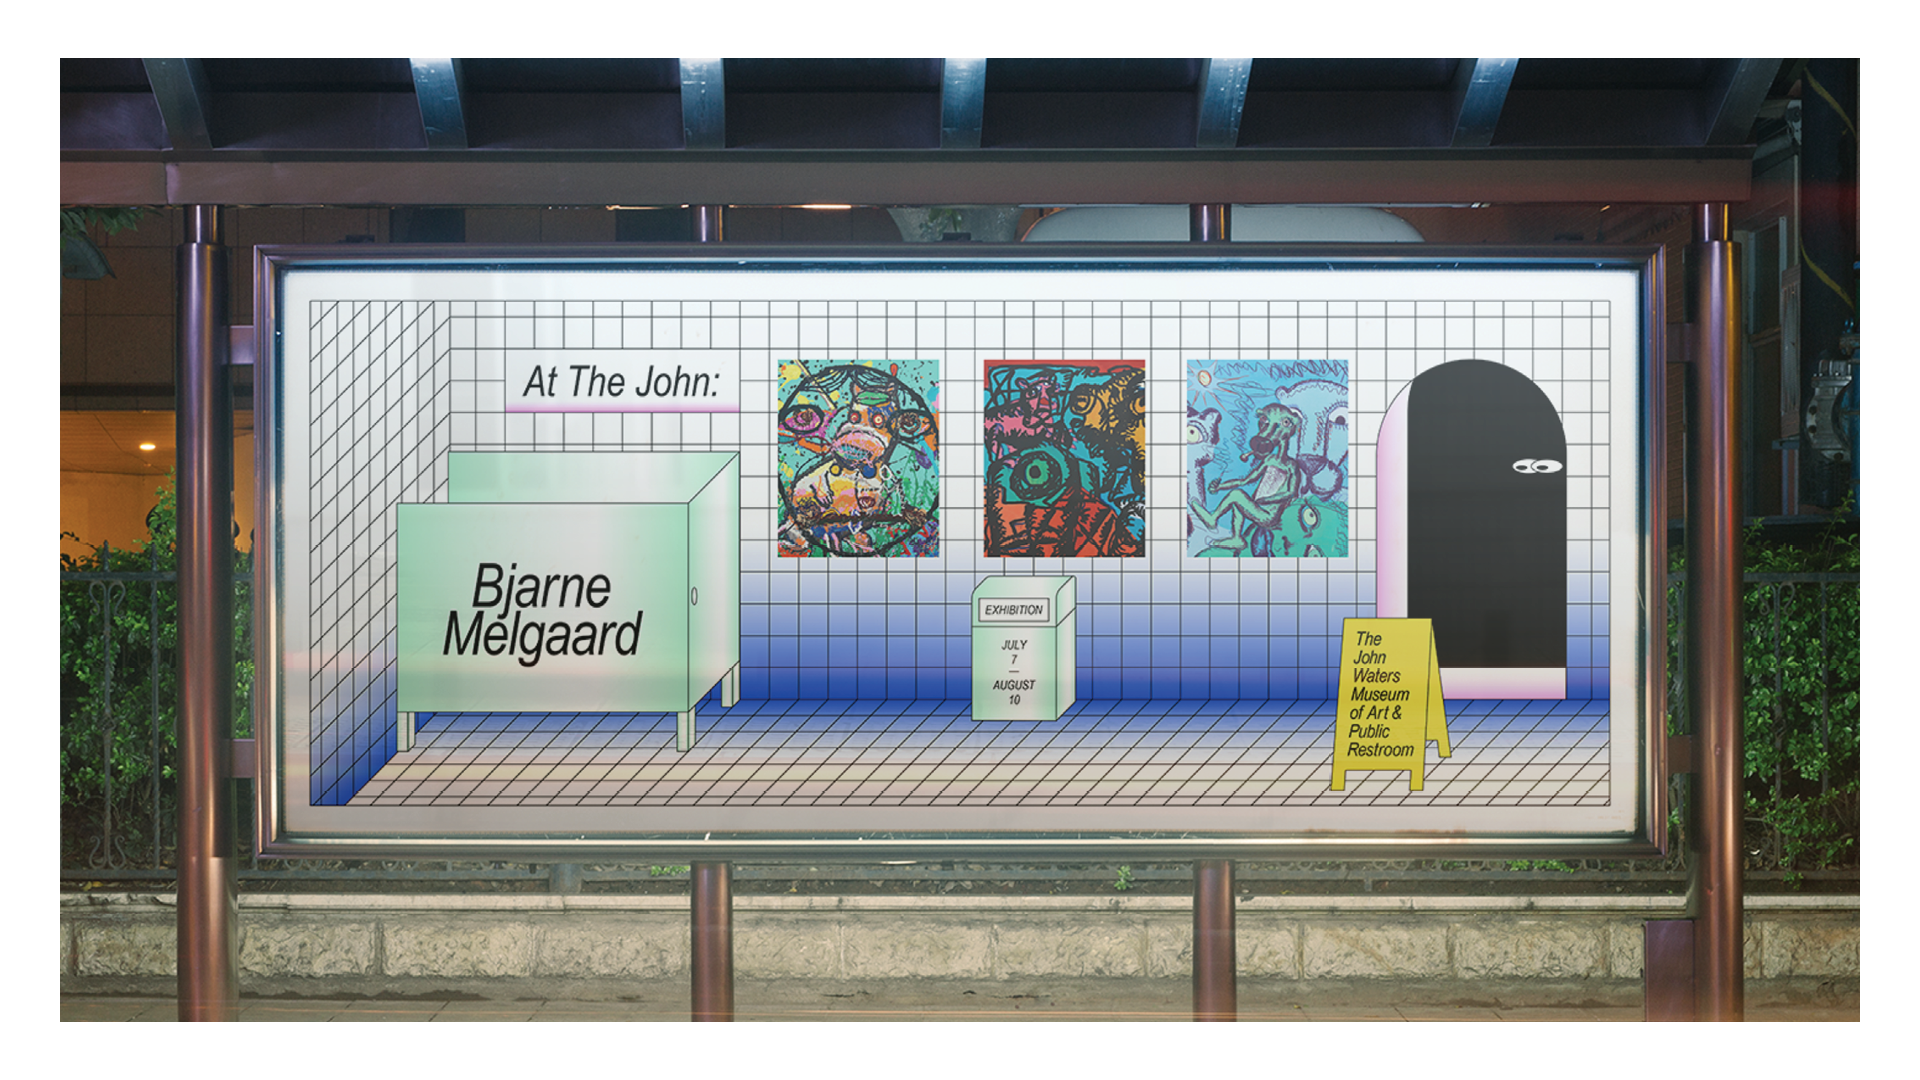 At The John:
Bjarne
Melgaard
EXHIBITION
JULY
7
—
AUGUST
10
The
John
Waters
Museum
of Art &
Public
Restroom